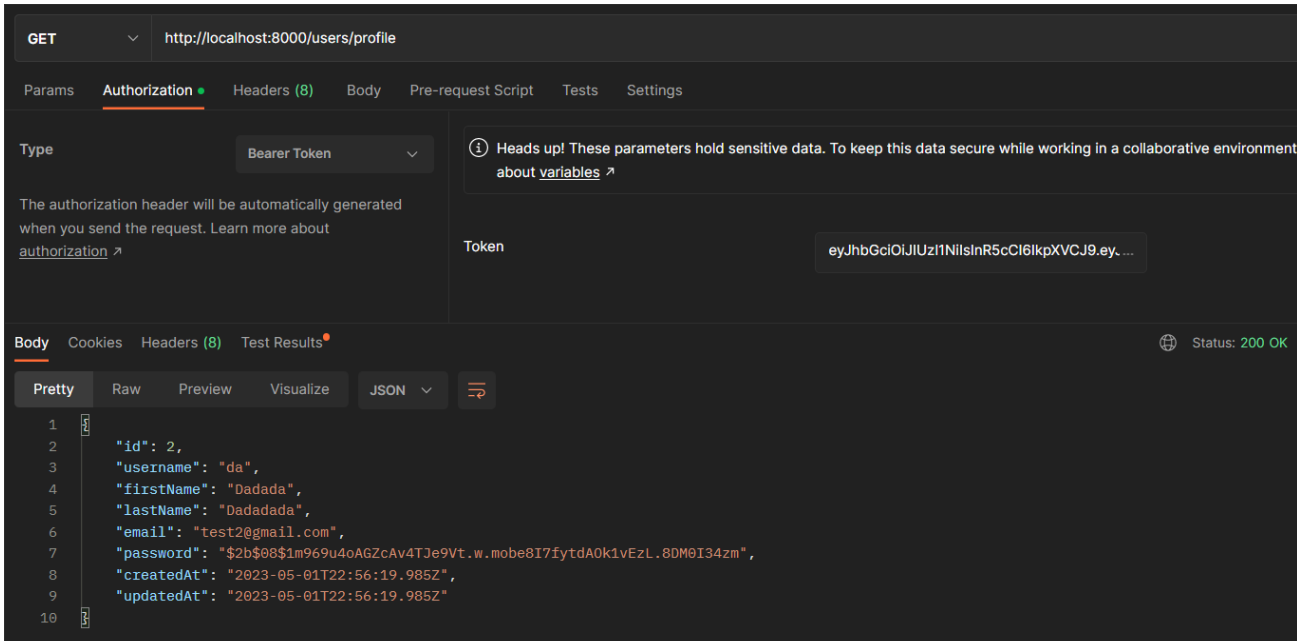 GET http://localhost:8000/users/profile
Params Authorization Headers (8) Body Pre-request Script Tests Settings
Type Bearer Token
Heads up! These parameters hold sensitive data. To keep this data secure while working in a collaborative environment
about variables ↗
The authorization header will be automatically generated
when you send the request. Learn more about
authorization ↗
Token eyJhbGciOiJIUzI1NiIsInR5cCI6IkpXVCJ9.eyJ...
Body Cookies Headers (8) Test Results Status: 200 OK
Pretty Raw Preview Visualize JSON
1 {
2 "id": 2,
3 "username": "da",
4 "firstName": "Dadada",
5 "lastName": "Dadadada",
6 "email": "test2@gmail.com",
7 "password": "$2b$08$1m969u4oAGZcAv4TJe9Vt.w.mobe8I7fytdAOk1vEzL.8DM0I34zm",
8 "createdAt": "2023-05-01T22:56:19.985Z",
9 "updatedAt": "2023-05-01T22:56:19.985Z"
10 }